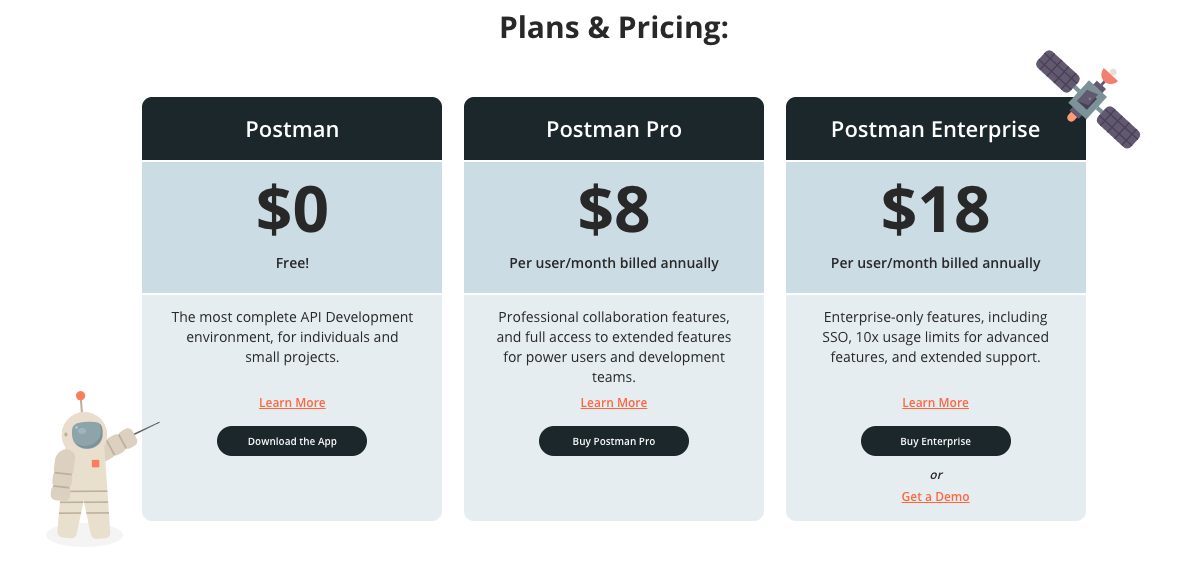 Plans & Pricing:
Postman
$0
Free!
The most complete API Development
environment, for individuals and
small projects.
Learn More
Download the App
Postman Pro
$8
Per user/month billed annually
Professional collaboration features,
and full access to extended features
for power users and development
teams.
Learn More
Buy Postman Pro
Postman Enterprise
$18
Per user/month billed annually
Enterprise-only features, including
SSO, 10x usage limits for advanced
features, and extended support.
Learn More
Buy Enterprise
or
Get a Demo